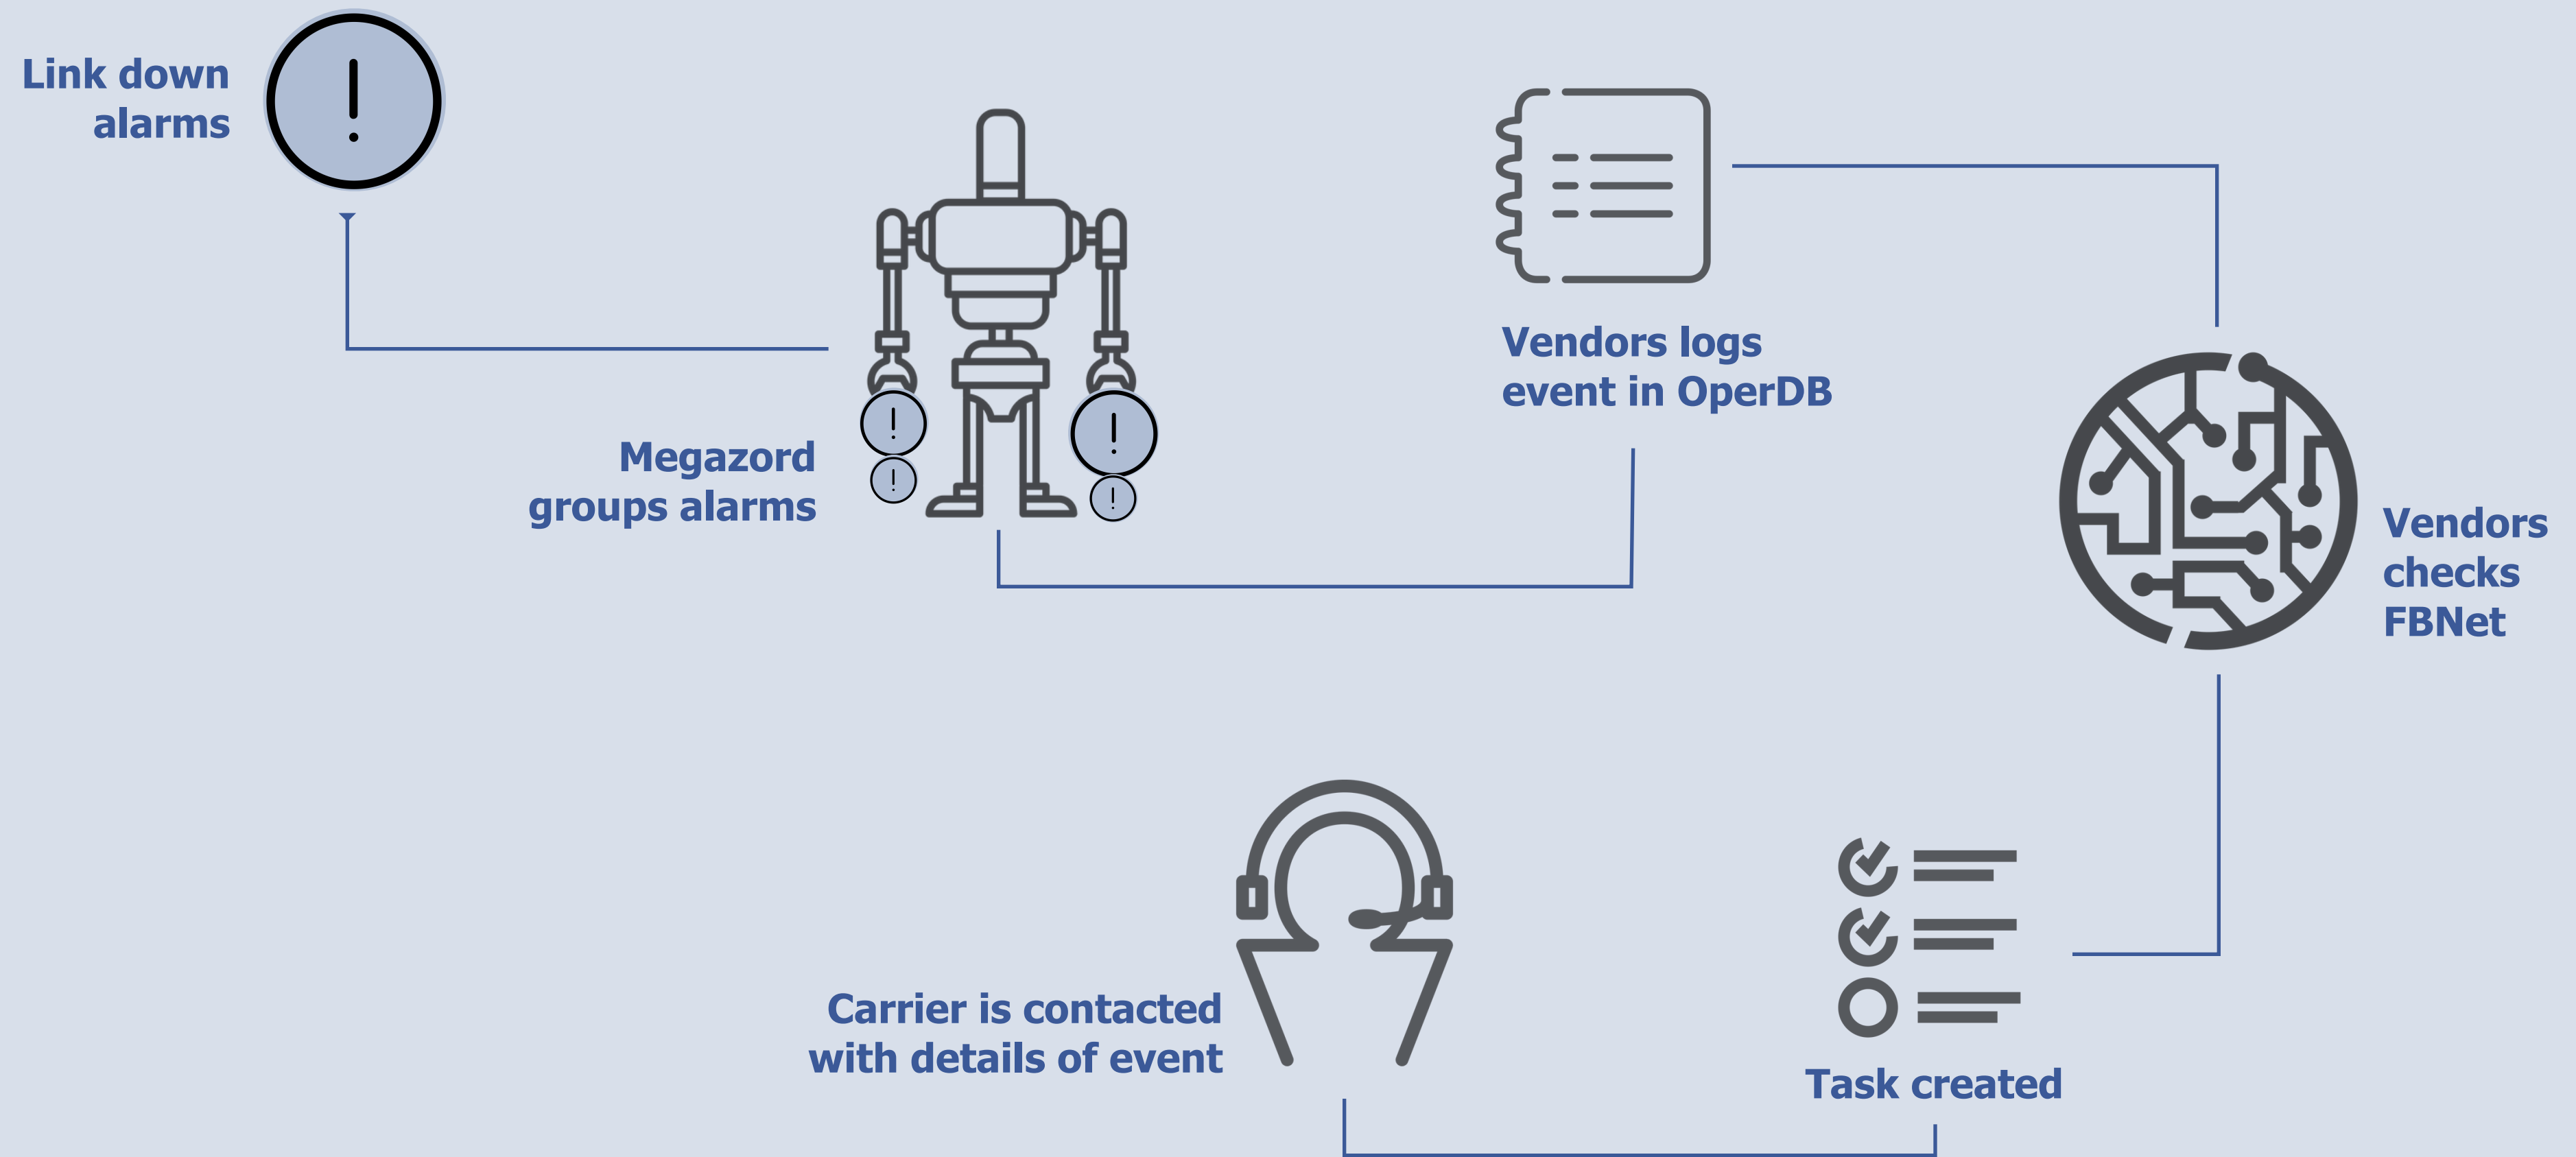 Link down
alarms
Megazord
groups alarms
Vendors logs
event in OperDB
Vendors
checks
FBNet
Task created
Carrier is contacted
with details of event